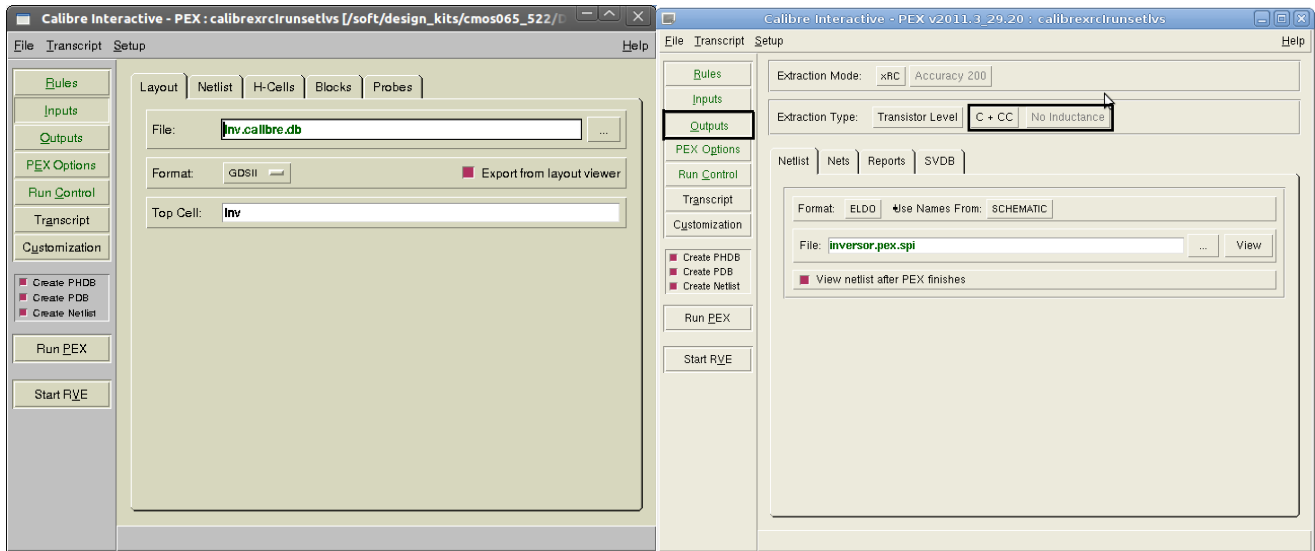 Calibre Interactive - PEX : calibrexrclrunsetlvs [/soft/design_kits/cmos065_522/D
File Transcript Setup Help
Rules
Inputs
Outputs
PEX Options
Run Control
Transcript
Customization
Create PHDB
Create PDB
Create Netlist
Run PEX
Start RVE
Layout Netlist H-Cells Blocks Probes
File: Inv.calibre.db ...
Format: GDSII Export from layout viewer
Top Cell: Inv
Calibre Interactive - PEX v2011.3_29.20 : calibrexrclrunsetlvs
File Transcript Setup Help
Rules
Inputs
Outputs
PEX Options
Run Control
Transcript
Customization
Create PHDB
Create PDB
Create Netlist
Run PEX
Start RVE
Extraction Mode: xRC Accuracy 200
Extraction Type: Transistor Level C + CC No Inductance
Netlist Nets Reports SVDB
Format: ELDO Use Names From: SCHEMATIC
File: inversor.pex.spi ... View
View netlist after PEX finishes